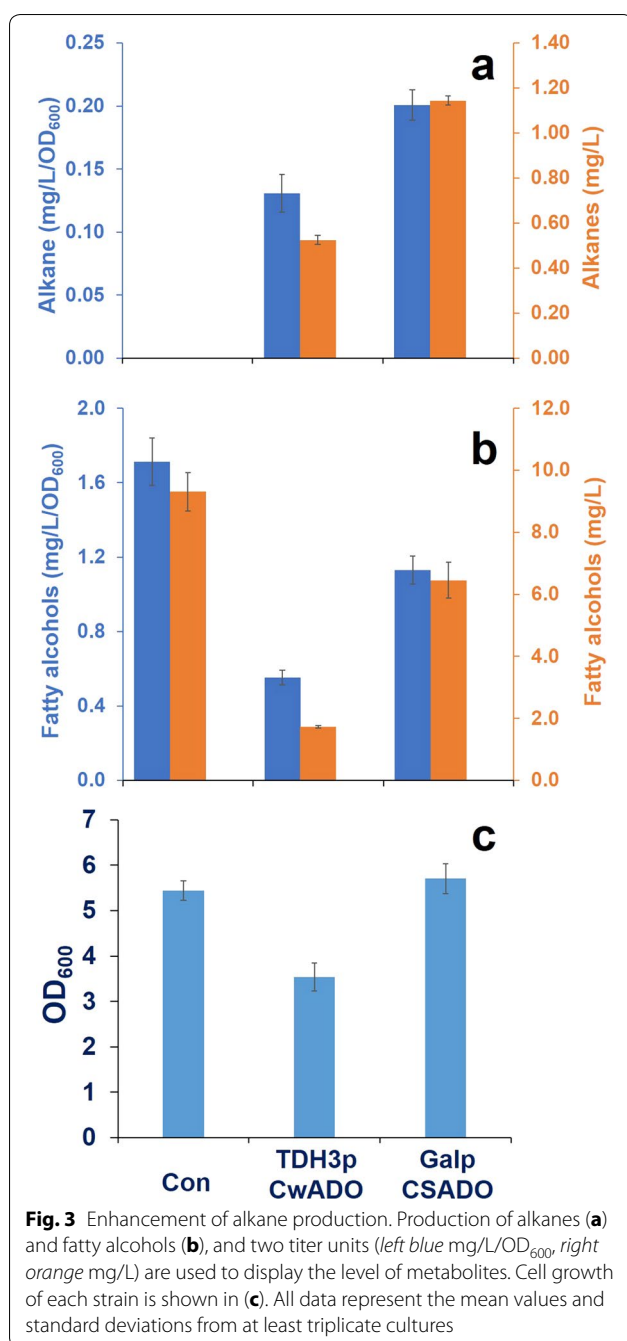 a
0.25
0.20
0.15
0.10
0.05
0.00
Alkane (mg/L/OD600)
1.40
1.20
1.00
0.80
0.60
0.40
0.20
0.00
Alkanes (mg/L)
b
2.0
1.6
1.2
0.8
0.4
0.0
Fatty alcohols (mg/L/OD600)
12.0
10.0
8.0
6.0
4.0
2.0
0.0
Fatty alcohols (mg/L)
c
7
6
5
4
3
2
1
0
OD600
Con
TDH3p
CwADO
Galp
CSADO
Fig. 3 Enhancement of alkane production. Production of alkanes (a)
and fatty alcohols (b), and two titer units (left blue mg/L/OD600, right
orange mg/L) are used to display the level of metabolites. Cell growth
of each strain is shown in (c). All data represent the mean values and
standard deviations from at least triplicate cultures